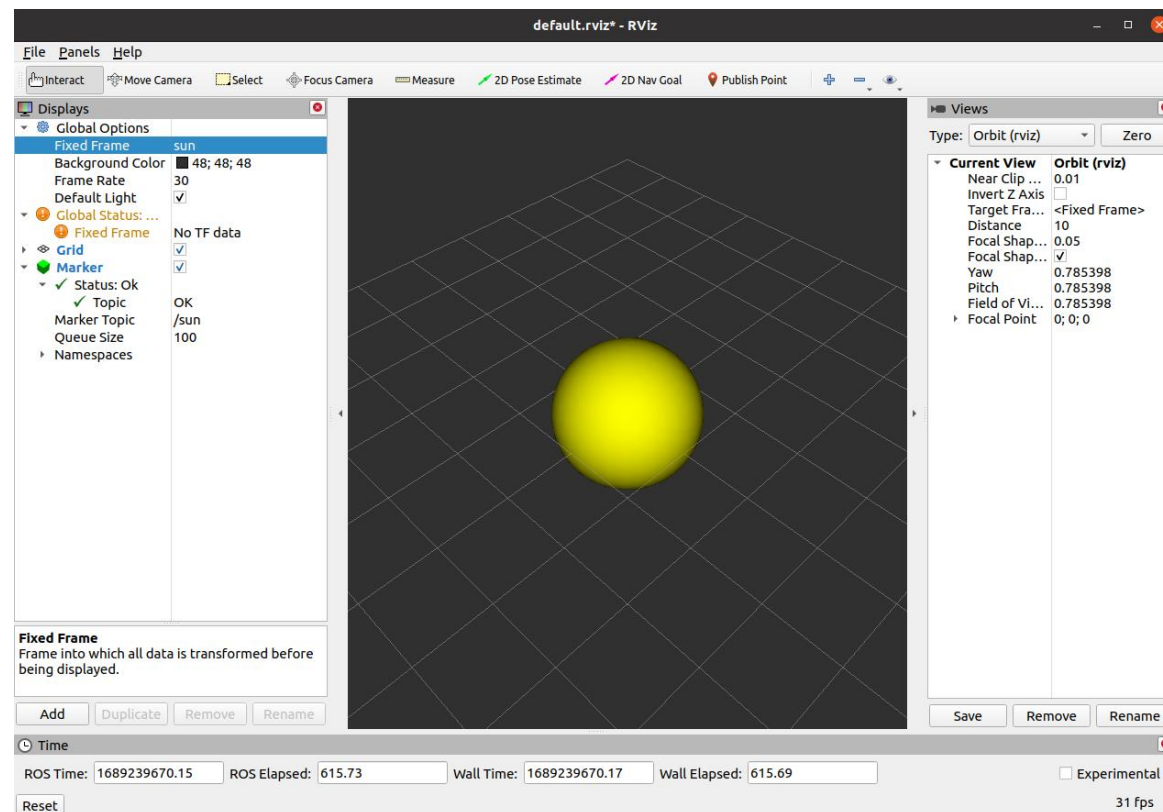 default.rviz* - RViz
File Panels Help
Interact Move Camera Select Focus Camera Measure 2D Pose Estimate 2D Nav Goal Publish Point
Displays
Global Options
Fixed Frame sun
Background Color 48; 48; 48
Frame Rate 30
Default Light
Global Status: ...
Fixed Frame No TF data
Grid
Marker
Status: Ok
Topic OK
Marker Topic /sun
Queue Size 100
Namespaces
Fixed Frame
Frame into which all data is transformed before
being displayed.
Add Duplicate Remove Rename
Views
Type: Orbit (rviz) Zero
Current View Orbit (rviz)
Near Clip ... 0.01
Invert Z Axis
Target Fra... <Fixed Frame>
Distance 10
Focal Shap... 0.05
Focal Shap...
Yaw 0.785398
Pitch 0.785398
Field of Vi... 0.785398
Focal Point 0; 0; 0
Save Remove Rename
Time
ROS Time: 1689239670.15 ROS Elapsed: 615.73 Wall Time: 1689239670.17 Wall Elapsed: 615.69 Experimental
Reset 31 fps